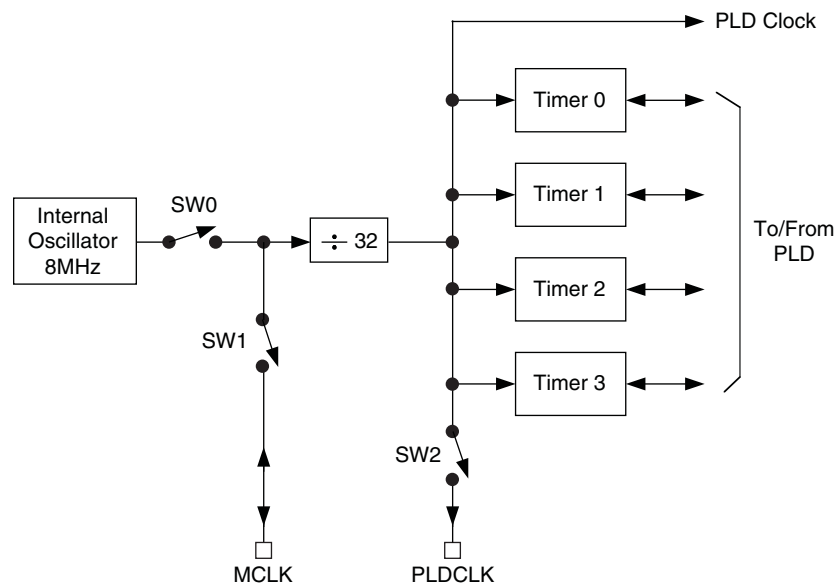 PLD Clock
Timer 0
Timer 1
SW0
Internal
Oscillator
8MHz
÷ 32
To/From
PLD
Timer 2
SW1
Timer 3
SW2
MCLK
PLDCLK